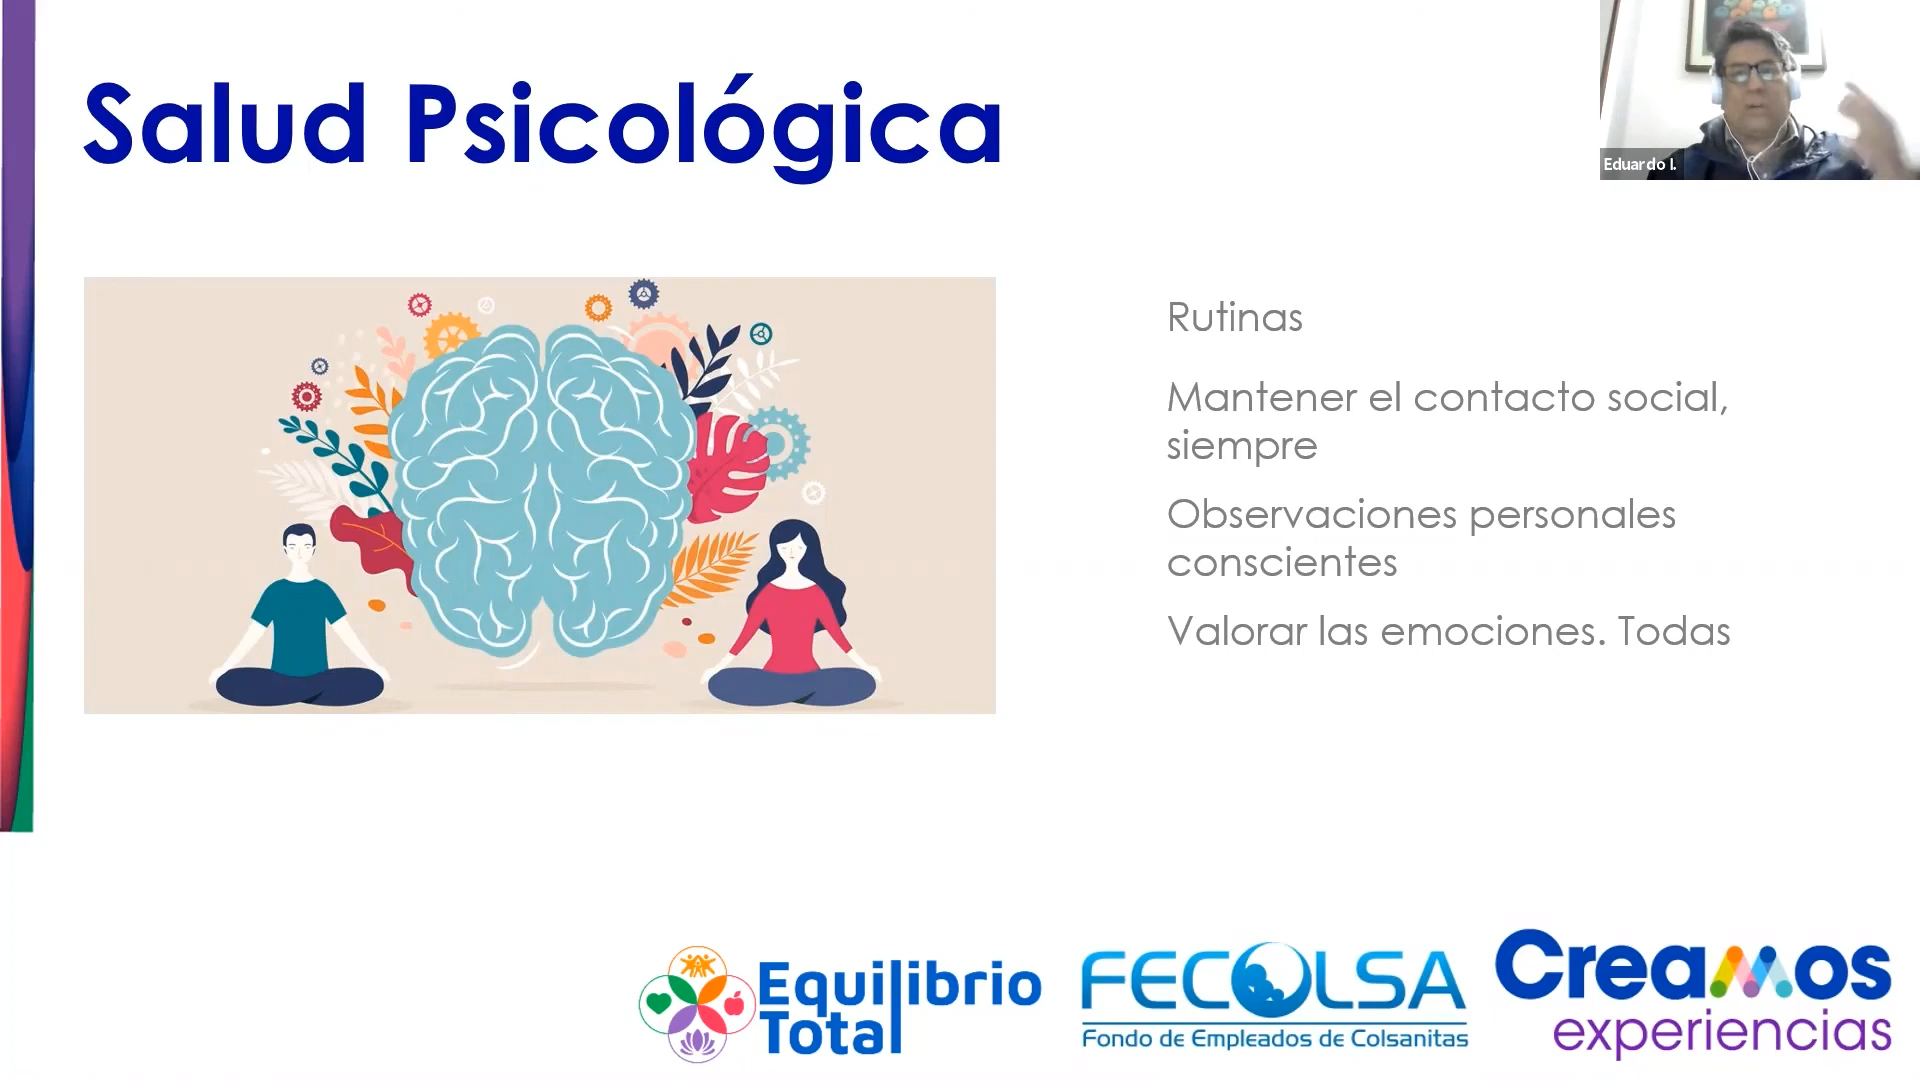 Salud Psicológica
Eduardo I.
Rutinas
Mantener el contacto social,
siempre
Observaciones personales
conscientes
Valorar las emociones. Todas
Equilibrio
Total
FECOLSA
Fondo de Empleados de Colsanitas
Creamos
experiencias